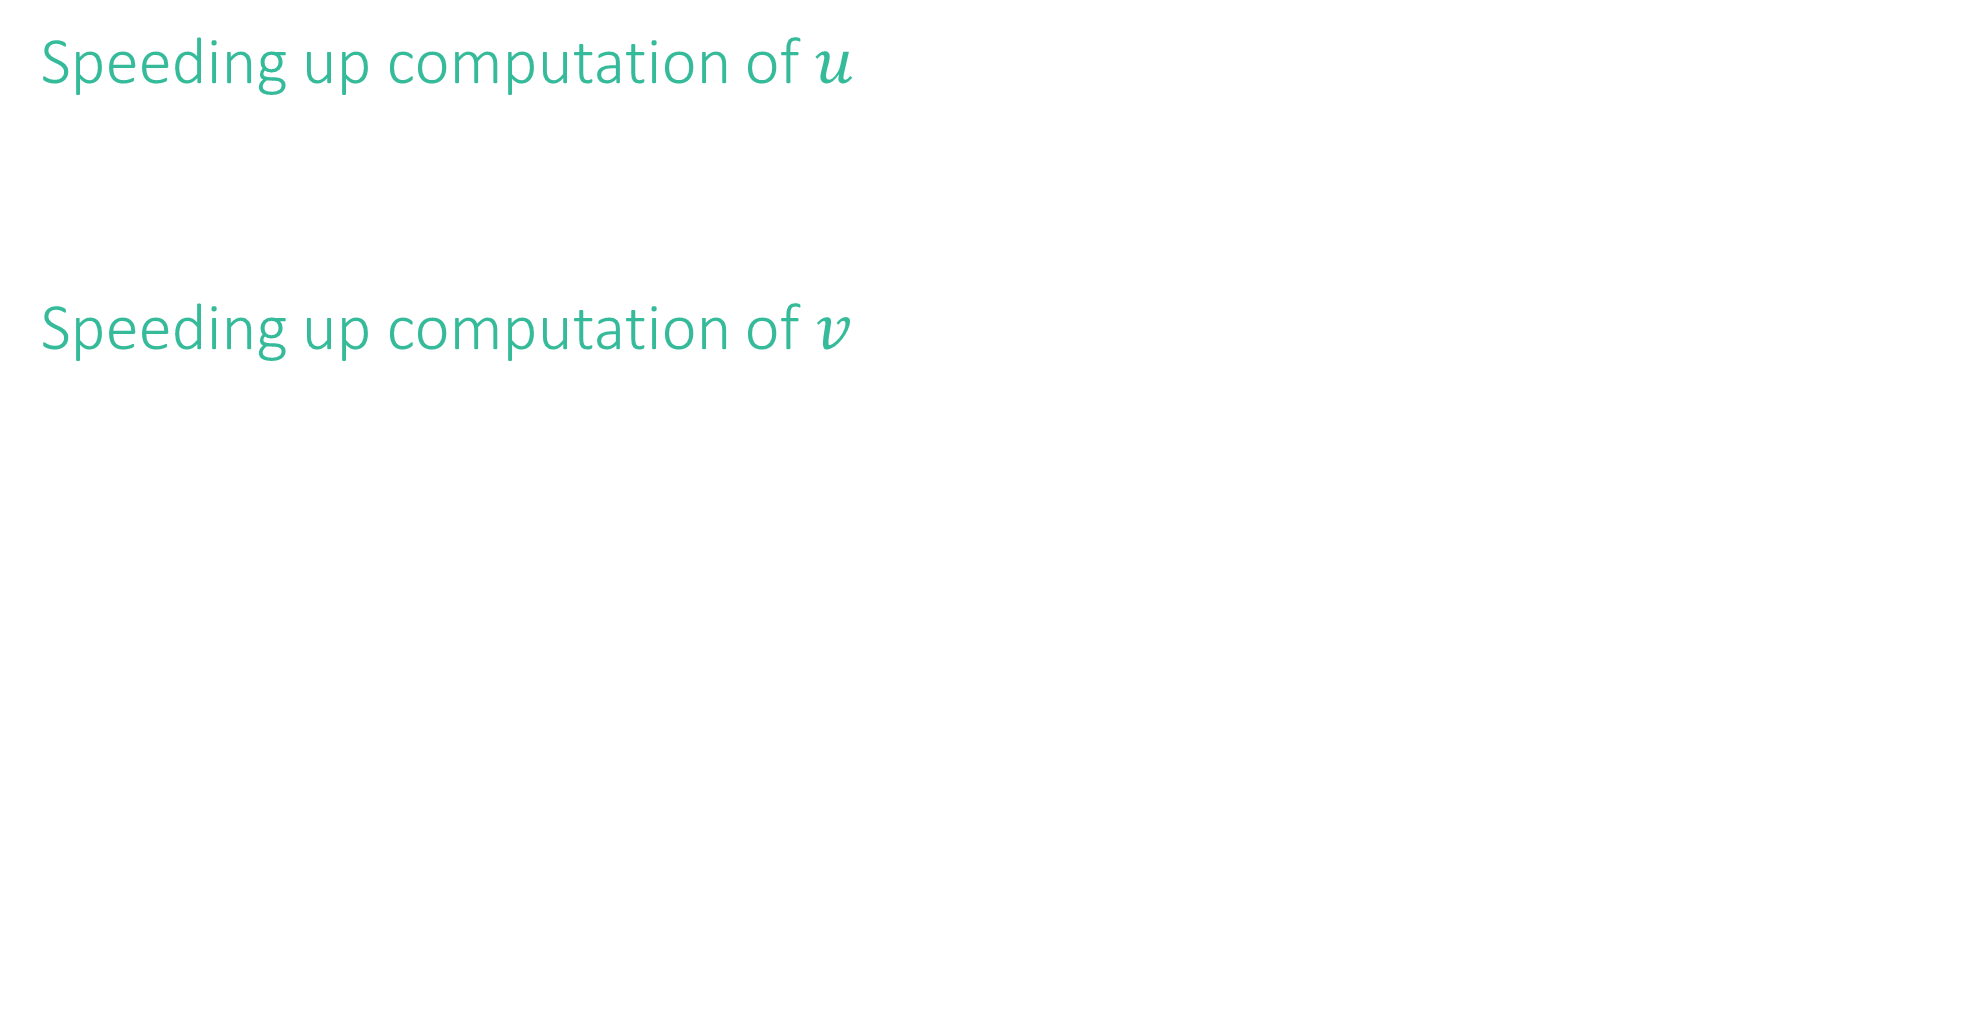 Speeding up computation of 𝑢
Speeding up computation of 𝑣